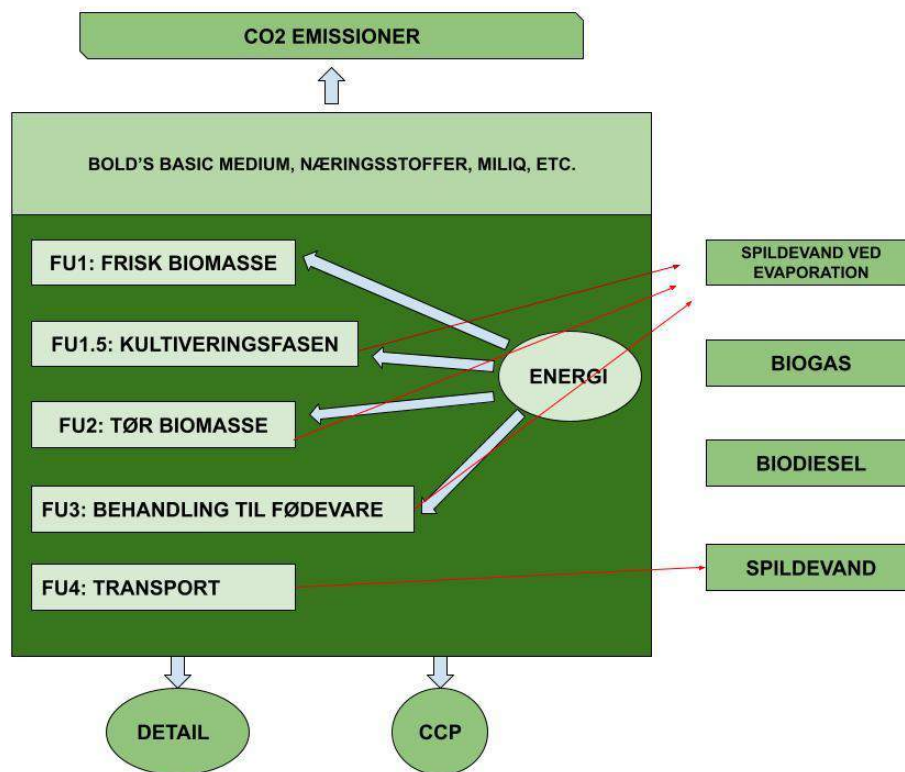 CO2 EMISSIONER
BOLD'S BASIC MEDIUM, NÆRINGSSTOFFER, MILIQ, ETC.
FU1: FRISK BIOMASSE
SPILDEVAND VED
EVAPORATION
FU1.5: KULTIVERINGSFASEN
ENERGI
BIOGAS
FU2: TØR BIOMASSE
BIODIESEL
FU3: BEHANDLING TIL FØDEVARE
FU4: TRANSPORT
SPILDEVAND
DETAIL
CCP